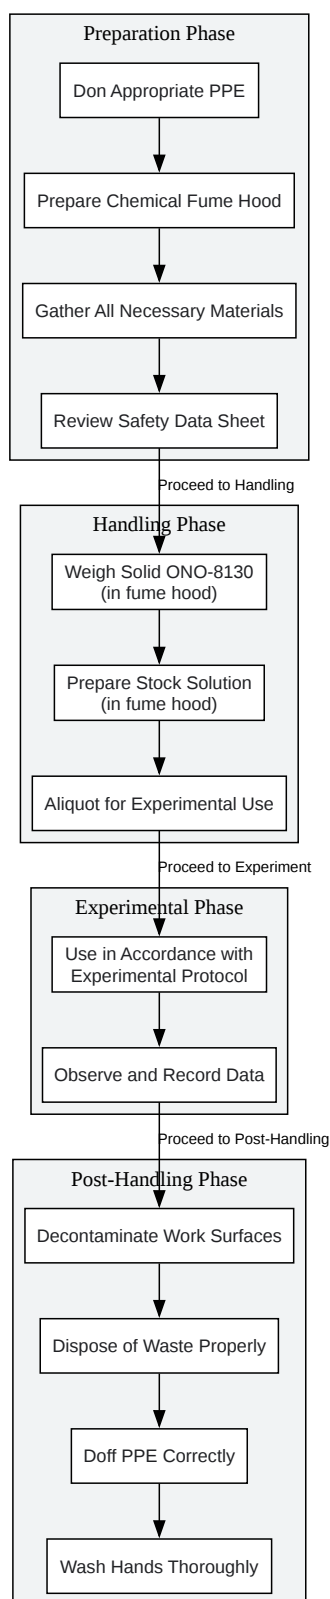 Preparation Phase
Don Appropriate PPE
Prepare Chemical Fume Hood
Gather All Necessary Materials
Review Safety Data Sheet
Proceed to Handling
Handling Phase
Weigh Solid ONO-8130
(in fume hood)
Prepare Stock Solution
(in fume hood)
Aliquot for Experimental Use
Proceed to Experiment
Experimental Phase
Use in Accordance with
Experimental Protocol
Observe and Record Data
Proceed to Post-Handling
Post-Handling Phase
Decontaminate Work Surfaces
Dispose of Waste Properly
Doff PPE Correctly
Wash Hands Thoroughly